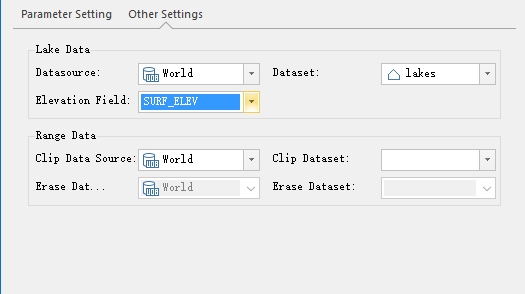 Parameter Setting Other Settings
Lake Data
Datasource: World Dataset: lakes
Elevation Field: SURF_ELEV
Range Data
Clip Data Source: World Clip Dataset:
Erase Dat... World Erase Dataset: